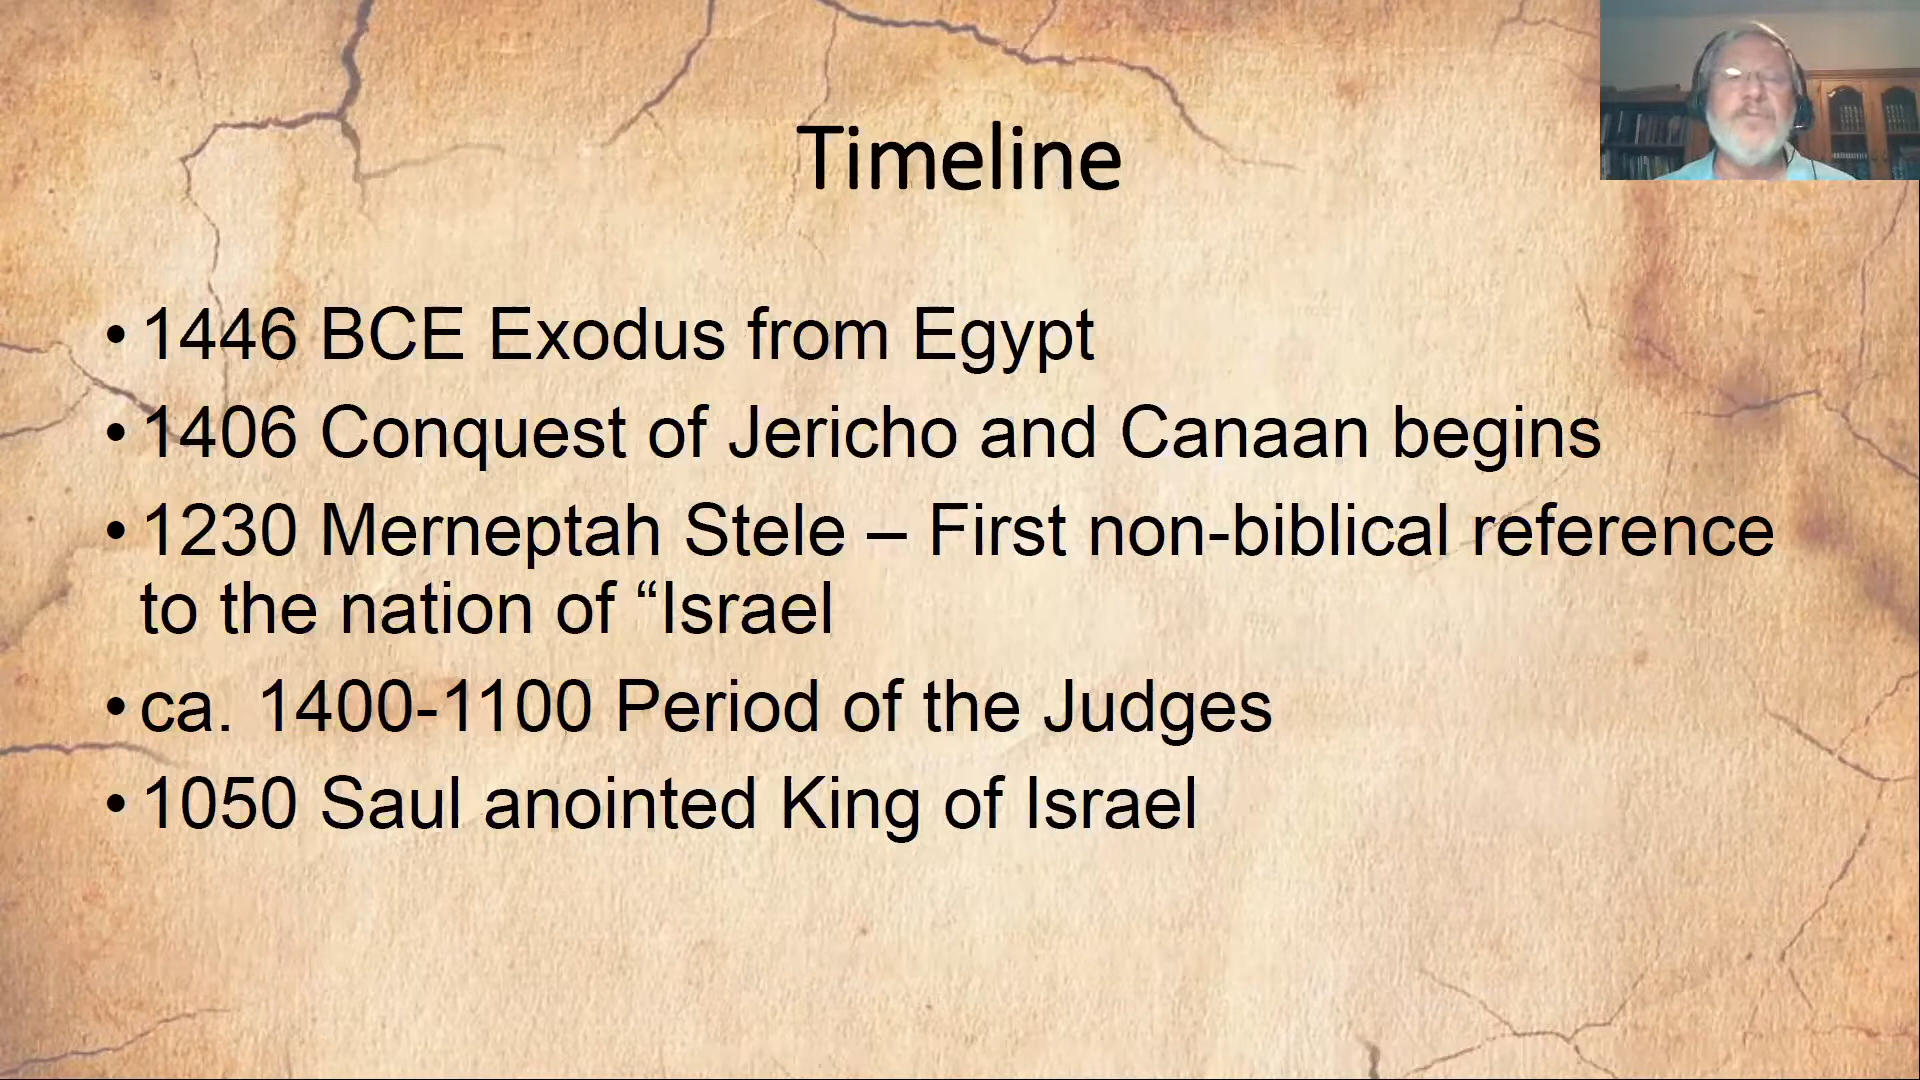 Timeline
• 1446 BCE Exodus from Egypt
• 1406 Conquest of Jericho and Canaan begins
• 1230 Merneptah Stele – First non-biblical reference
to the nation of “Israel
• ca. 1400-1100 Period of the Judges
• 1050 Saul anointed King of Israel